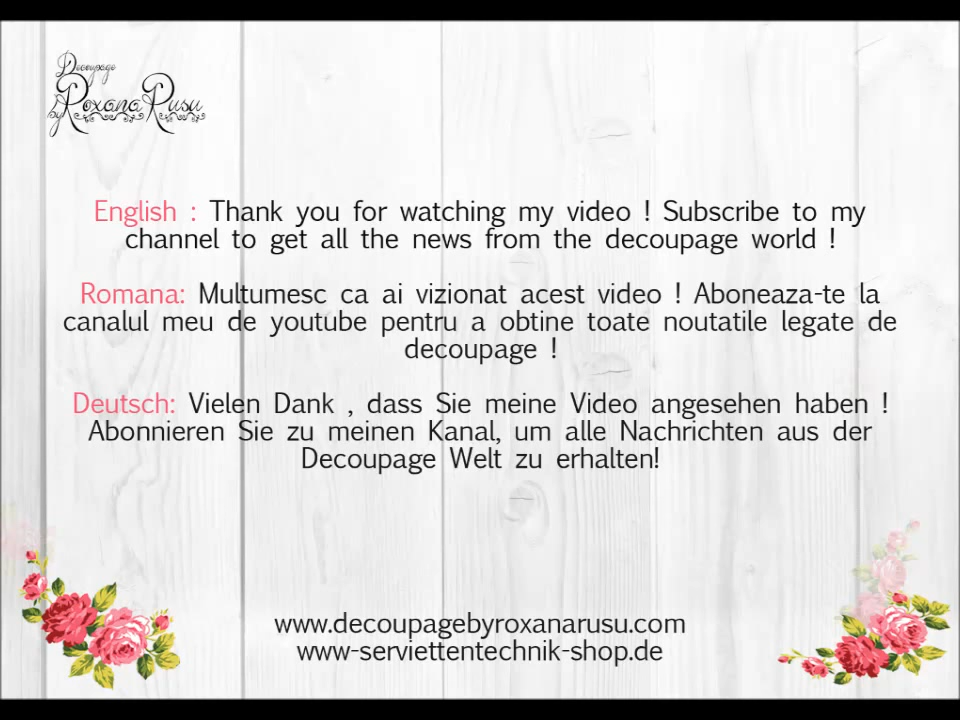 Decoupage
by Roxana Rusu
English : Thank you for watching my video ! Subscribe to my
channel to get all the news from the decoupage world !
Romana: Multumesc ca ai vizionat acest video ! Aboneaza-te la
canalul meu de youtube pentru a obtine toate noutatile legate de
decoupage !
Deutsch: Vielen Dank , dass Sie meine Video angesehen haben !
Abonnieren Sie zu meinen Kanal, um alle Nachrichten aus der
Decoupage Welt zu erhalten!
www.decoupagebyroxanarusu.com
www-serviettentechnik-shop.de